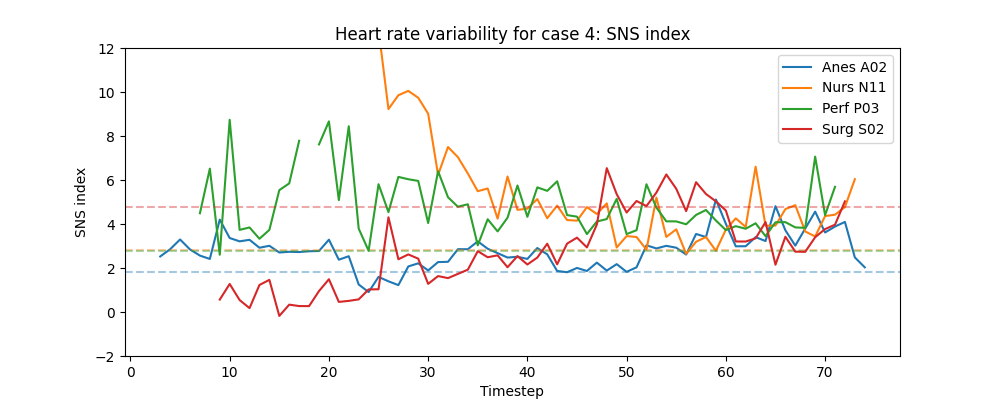 Heart rate variability for case 4: SNS index
12
10
8
6
4
2
0
−2
SNS index
0 10 20 30 40 50 60 70
Timestep
Anes A02
Nurs N11
Perf P03
Surg S02